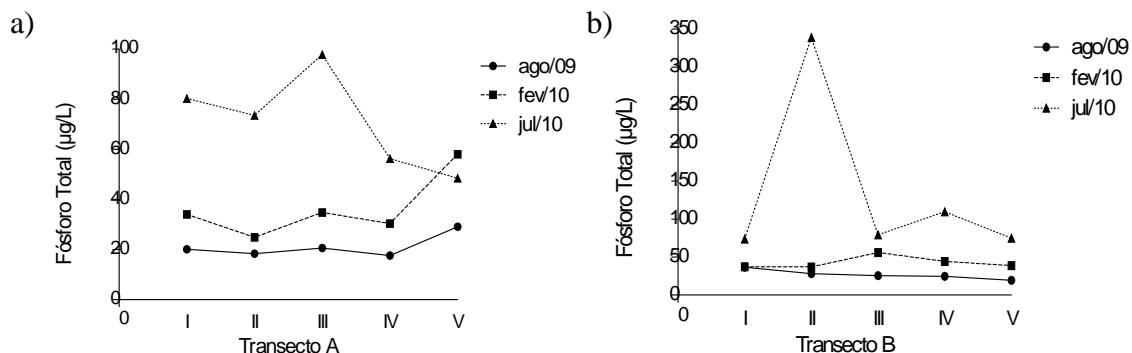 a)
100
80
60
40
20
0
Fósforo Total (µg/L)
0
I
II
III
IV
V
Transecto A
ago/09
fev/10
jul/10
b)
350
300
250
200
150
100
50
0
Fósforo Total (µg/L)
0
I
II
III
IV
V
Transecto B
ago/09
fev/10
jul/10